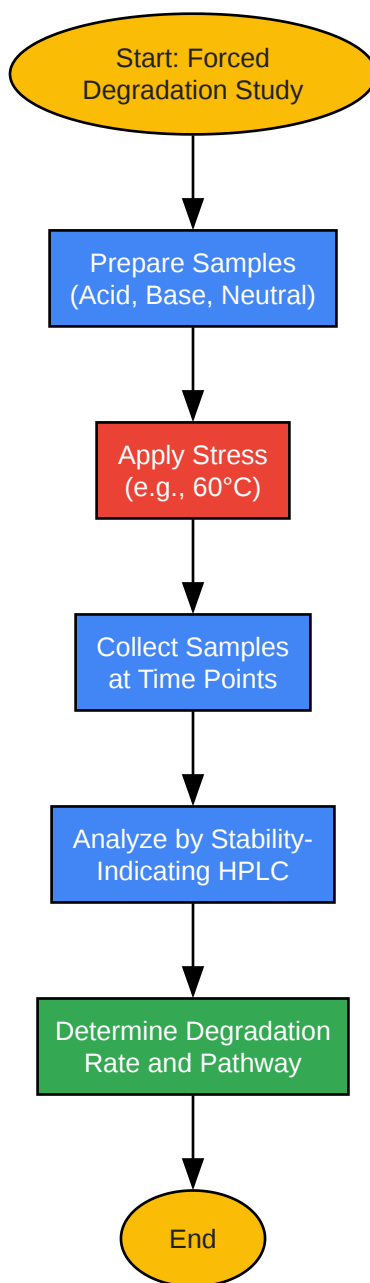 Start: Forced
Degradation Study
Prepare Samples
(Acid, Base, Neutral)
Apply Stress
(e.g., 60°C)
Collect Samples
at Time Points
Analyze by Stability-
Indicating HPLC
Determine Degradation
Rate and Pathway
End